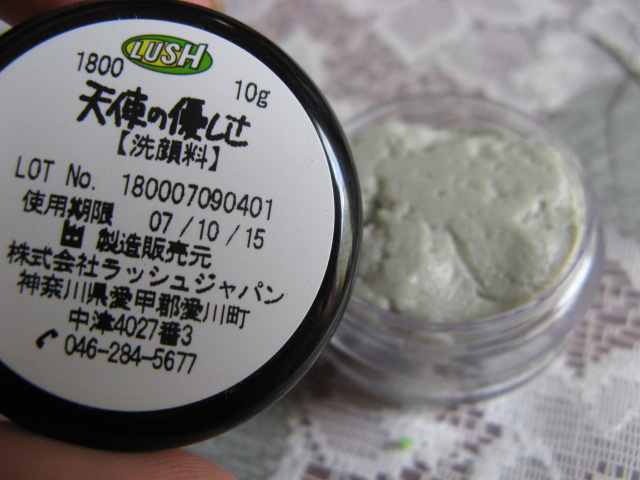 LUSH
1800 10g
天使の優しさ
【洗顔料】
LOT No. 180007090401
使用期限 07/10/15
製造販売元
株式会社ラッシュジャパン
神奈川県愛甲郡愛川町
中津4027番3
046-284-5677